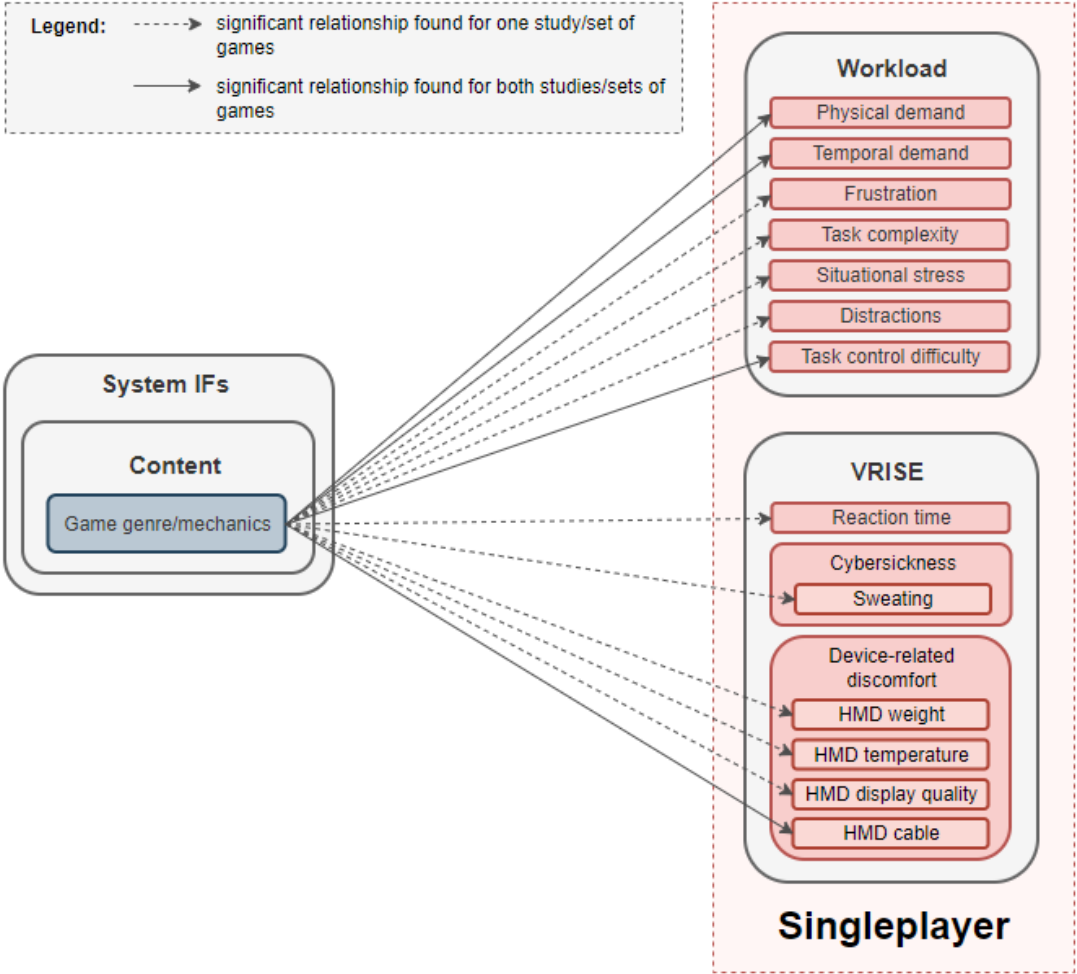 Legend:
significant relationship found for one study/set of
games
significant relationship found for both studies/sets of
games
System IFs
Content
Game genre/mechanics
Workload
Physical demand
Temporal demand
Frustration
Task complexity
Situational stress
Distractions
Task control difficulty
VRISE
Reaction time
Cybersickness
Sweating
Device-related
discomfort
HMD weight
HMD temperature
HMD display quality
HMD cable
Singleplayer